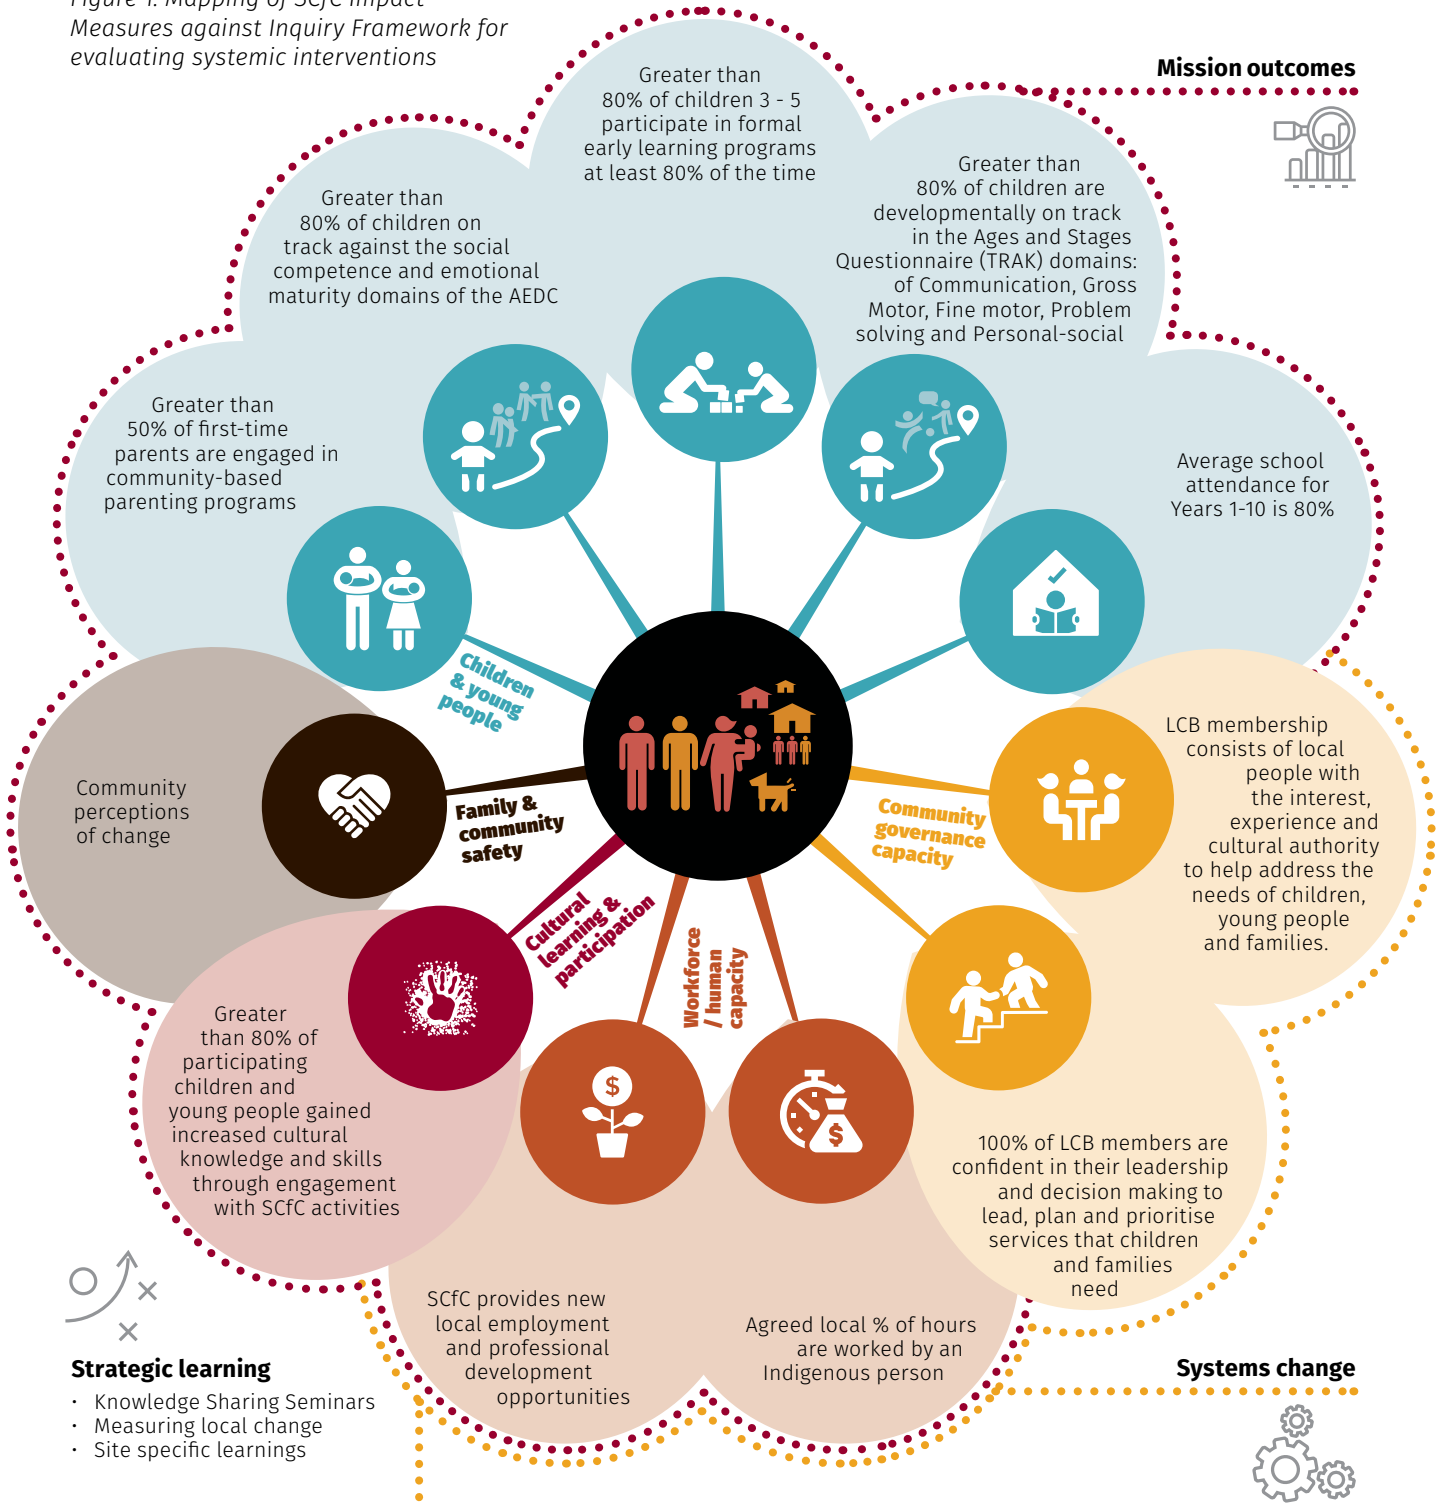 Figure 1: Mapping of SCfC Impact
Measures against Inquiry Framework for
evaluating systemic interventions
Mission outcomes
Greater than
80% of children 3 - 5
participate in formal
early learning programs
at least 80% of the time
Greater than
80% of children are
developmentally on track
in the Ages and Stages
Questionnaire (TRAK) domains:
of Communication, Gross
Motor, Fine motor, Problem
solving and Personal-social
Greater than
80% of children on
track against the social
competence and emotional
maturity domains of the AEDC
Greater than
50% of first-time
parents are engaged in
community-based
parenting programs
Average school
attendance for
Years 1-10 is 80%
Children
& young
people
LCB membership
consists of local
people with
the interest,
experience and
cultural authority
to help address the
needs of children,
young people
and families.
Community
perceptions
of change
Family &
community
safety
Community
governance
capacity
Cultural
learning &
participation
Workforce
/ human
capacity
Greater
than 80% of
participating
children and
young people gained
increased cultural
knowledge and skills
through engagement
with SCfC activities
$
$
100% of LCB members are
confident in their leadership
and decision making to
lead, plan and prioritise
services that children
and families
need
SCfC provides new
local employment
and professional
development
opportunities
Agreed local % of hours
are worked by an
Indigenous person
Strategic learning
· Knowledge Sharing Seminars
· Measuring local change
· Site specific learnings
Systems change